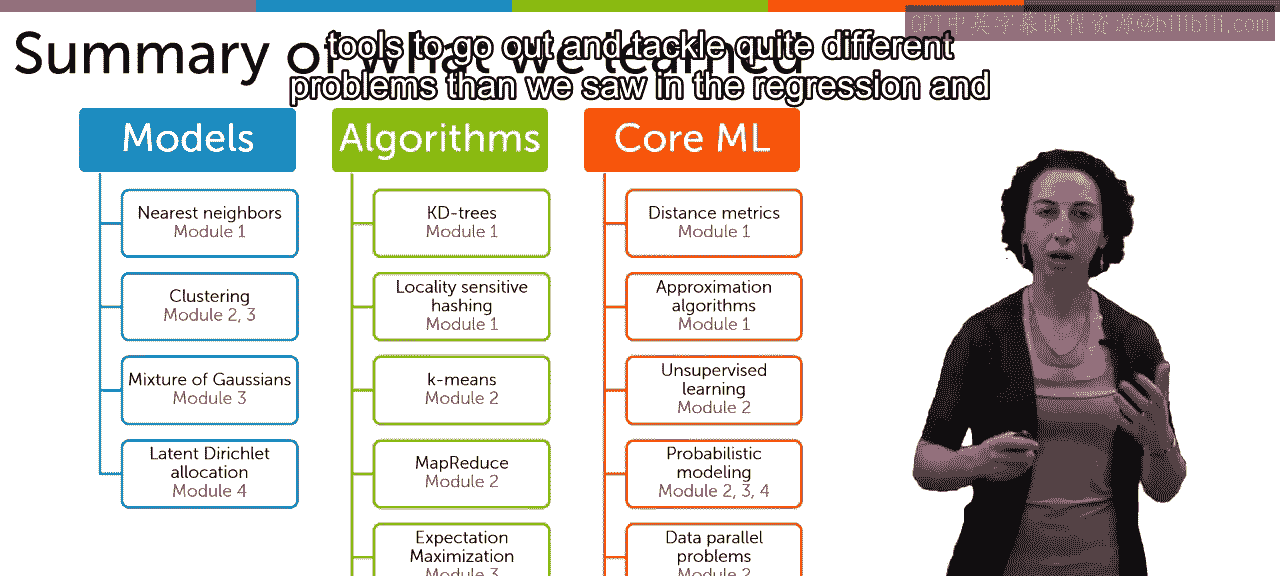 GPT中英字幕课程资源@bilibili.com
Summary of what we learned
tools to go out and tackle quite different
problems than we saw in the regression and
Models
Nearest neighbors
Module 1
Clustering
Module 2, 3
Mixture of Gaussians
Module 3
Latent Dirichlet
allocation
Module 4
Algorithms
KD-trees
Module 1
Locality sensitive
hashing
Module 1
k-means
Module 2
MapReduce
Module 2
Expectation
Maximization
Module 3
Core ML
Distance metrics
Module 1
Approximation
algorithms
Module 1
Unsupervised
learning
Module 2
Probabilistic
modeling
Module 2, 3, 4
Data parallel
problems
Module 2